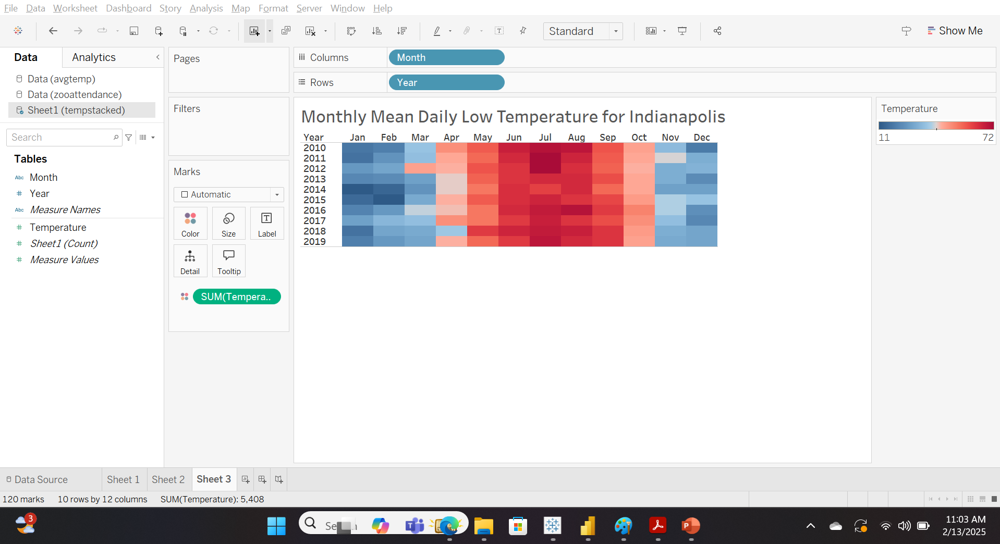 File Data Worksheet Dashboard Story Analysis Map Format Server Window Help
Standard
Show Me
Data Analytics
Data (avgtemp)
Data (zooattendance)
Sheet1 (tempstacked)
Search
Tables
Abc Month
# Year
Abc Measure Names
# Temperature
# Sheet1 (Count)
# Measure Values
Pages
Filters
Marks
Automatic
Color Size Label
Detail Tooltip
SUM(Tempera..
Columns Month
Rows Year
Monthly Mean Daily Low Temperature for Indianapolis
Year Jan Feb Mar Apr May Jun Jul Aug Sep Oct Nov Dec
2010
2011
2012
2013
2014
2015
2016
2017
2018
2019
Temperature
11 72
Data Source Sheet 1 Sheet 2 Sheet 3
120 marks 10 rows by 12 columns SUM(Temperature): 5,408
3
11:03 AM
2/13/2025